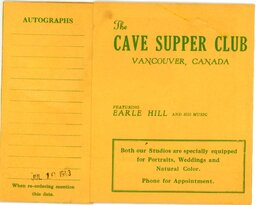 AUTOGRAPHS
When re-ordering mention
this date.
The
CAVE SUPPER CLUB
VANCOUVER, CANADA
FEATURING
EARLE HILL AND HIS MUSIC
Both our Studios are specially equipped
for Portraits, Weddings and
Natural Color.
Phone for Appointment.